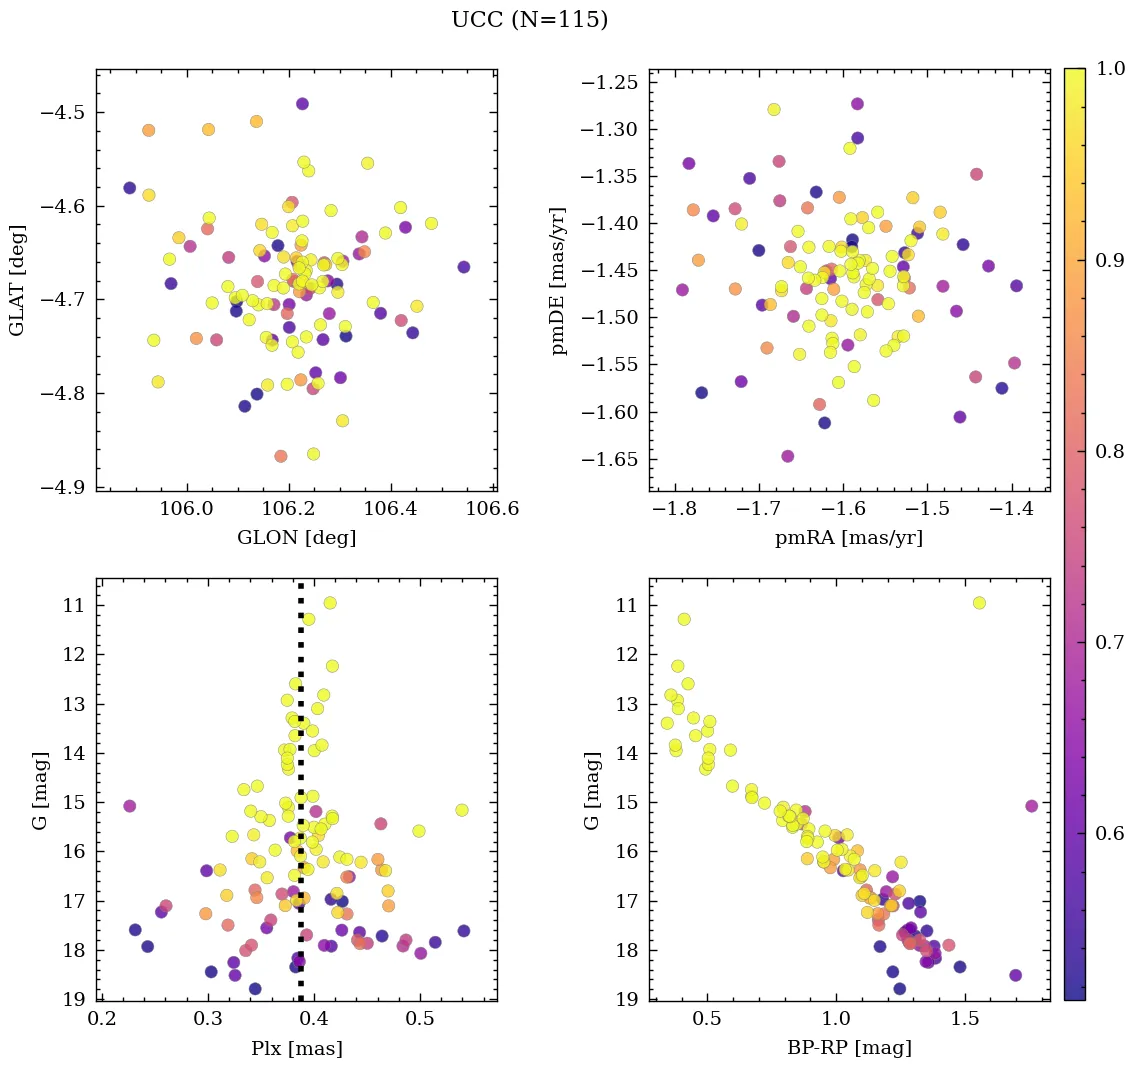 UCC (N=115)
−4.5
−4.6
−4.7
−4.8
−4.9
GLAT [deg]
106.0 106.2 106.4 106.6
GLON [deg]
−1.25
−1.30
−1.35
−1.40
−1.45
−1.50
−1.55
−1.60
−1.65
pmDE [mas/yr]
−1.8 −1.7 −1.6 −1.5 −1.4
pmRA [mas/yr]
1.0
0.9
0.8
0.7
0.6
11
12
13
14
15
16
17
18
19
G [mag]
0.2 0.3 0.4 0.5
Plx [mas]
11
12
13
14
15
16
17
18
19
G [mag]
0.5 1.0 1.5
BP-RP [mag]